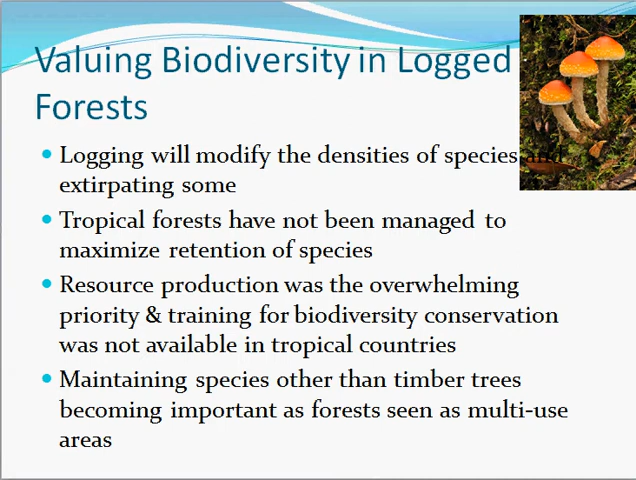 Valuing Biodiversity in Logged
Forests
Logging will modify the densities of species and
extirpating some
Tropical forests have not been managed to
maximize retention of species
Resource production was the overwhelming
priority & training for biodiversity conservation
was not available in tropical countries
Maintaining species other than timber trees
becoming important as forests seen as multi-use
areas